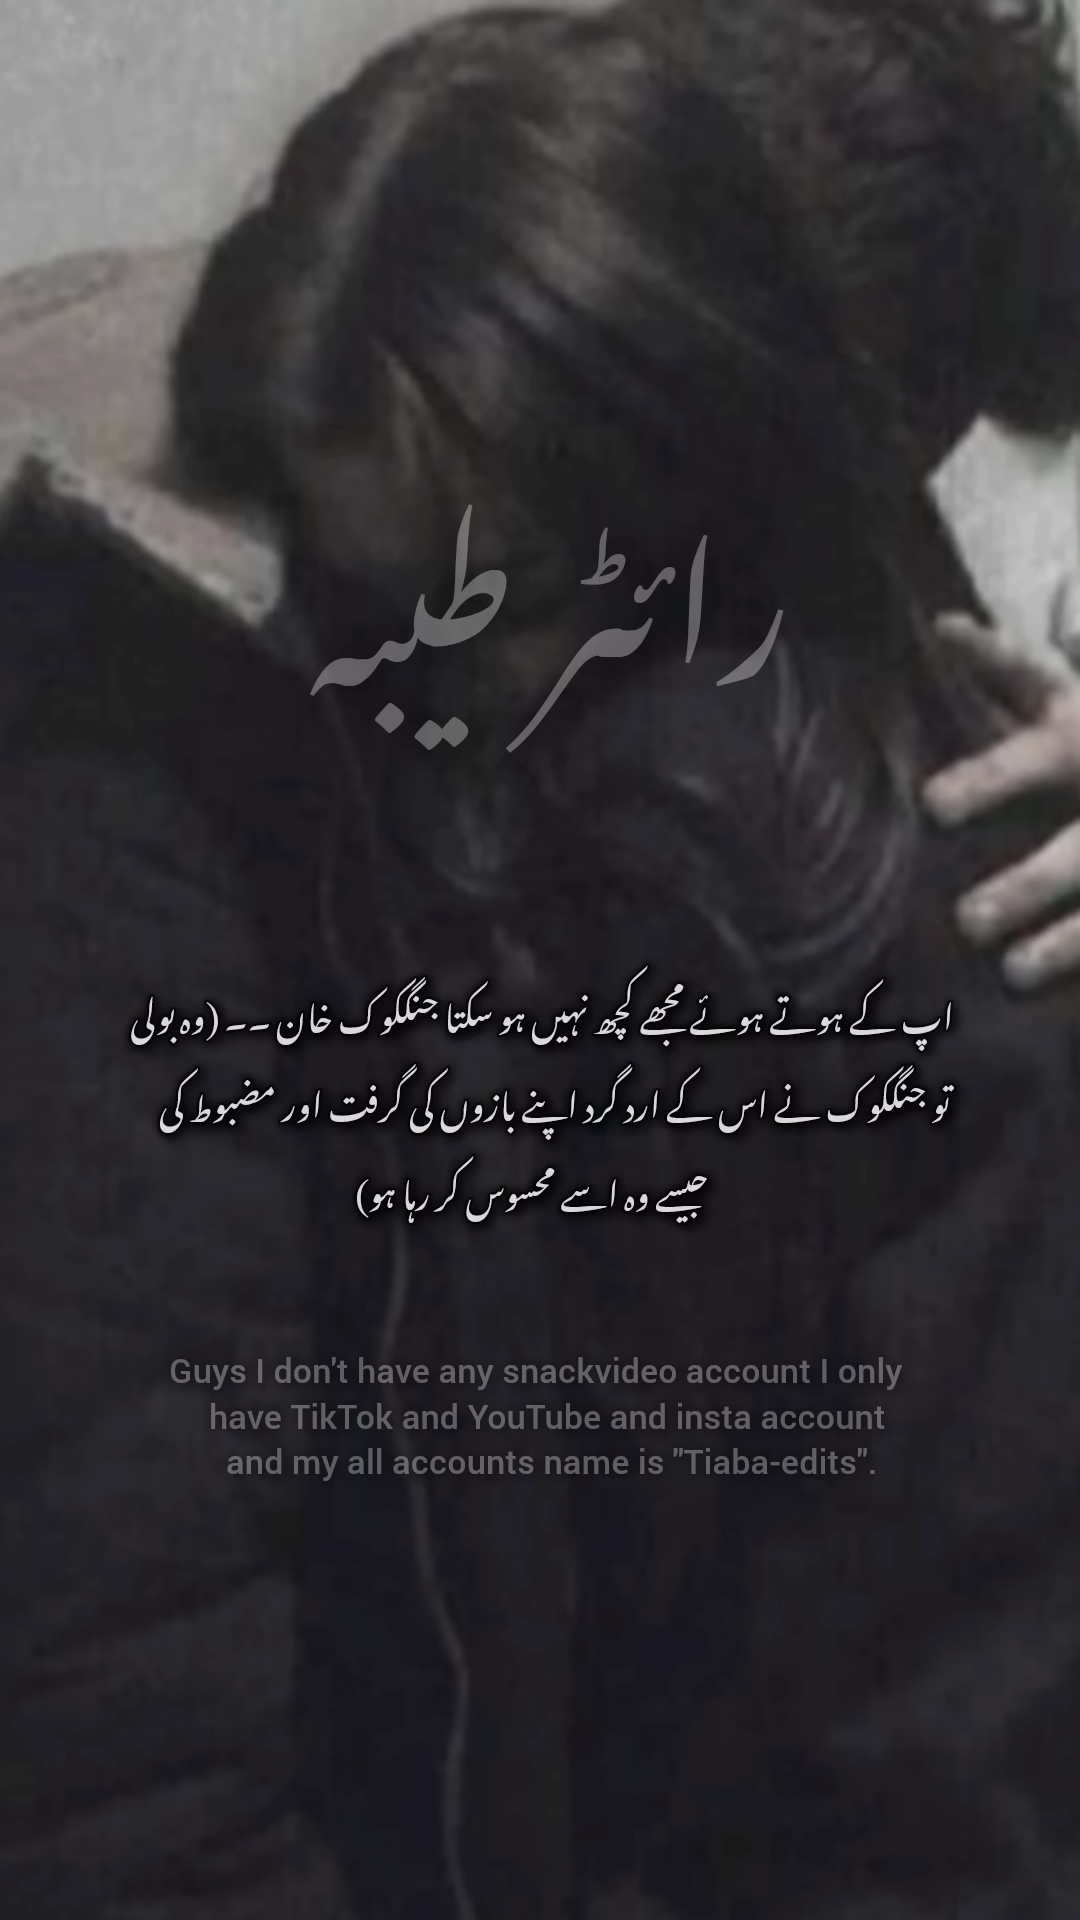 رائٹر طیبہ
اپ کے ہوتے ہوئے مجھے کچھ نہیں ہو سکتا جنگکوک خان ۔۔ (وہ بولی
تو جنگکوک نے اس کے ارد گرد اپنے بازوں کی گرفت اور مضبوط کی
جیسے وہ اسے محسوس کر رہا ہو)
Guys I don't have any snackvideo account I only
have TikTok and YouTube and insta account
and my all accounts name is "Tiaba-edits".